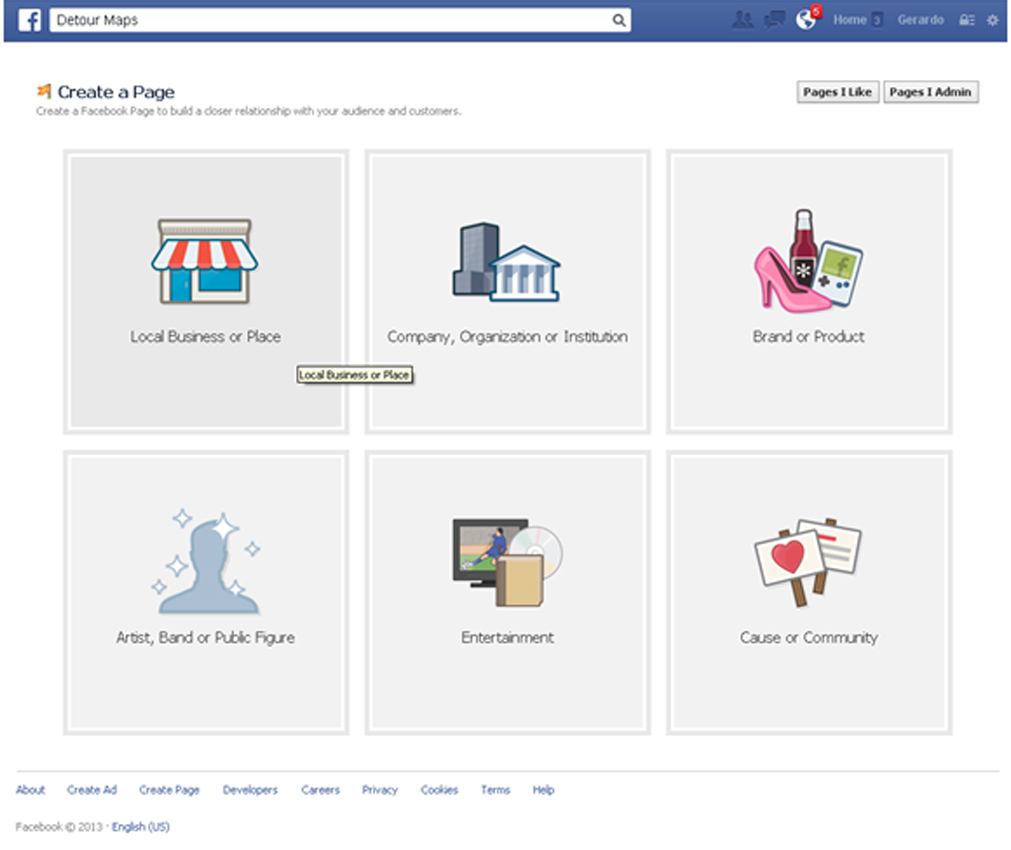 f Detour Maps 5 Home 3 Gerardo
Create a Page Pages I Like Pages I Admin
Create a Facebook Page to build a closer relationship with your audience and customers.
Local Business or Place Company, Organization or Institution Brand or Product
Local Business or Place
Artist, Band or Public Figure Entertainment Cause or Community
About Create Ad Create Page Developers Careers Privacy Cookies Terms Help
Facebook © 2013 · English (US)